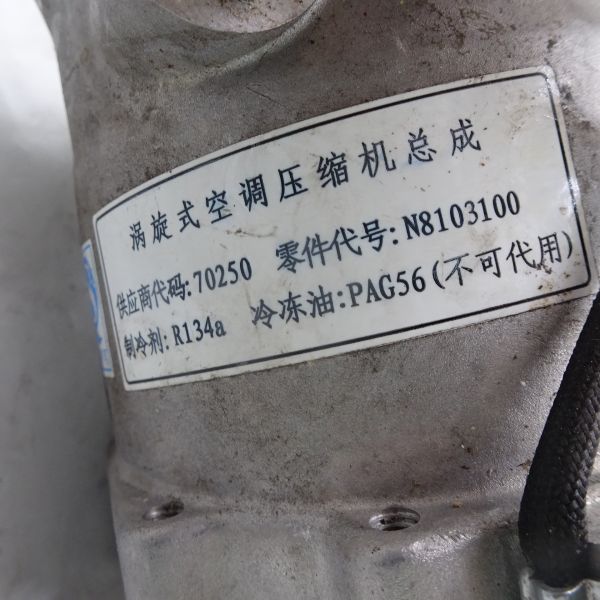 涡旋式空调压缩机总成
供应商代码:70250 零件代号:N8103100
制冷剂:R134a 冷冻油:PAG56(不可代用)